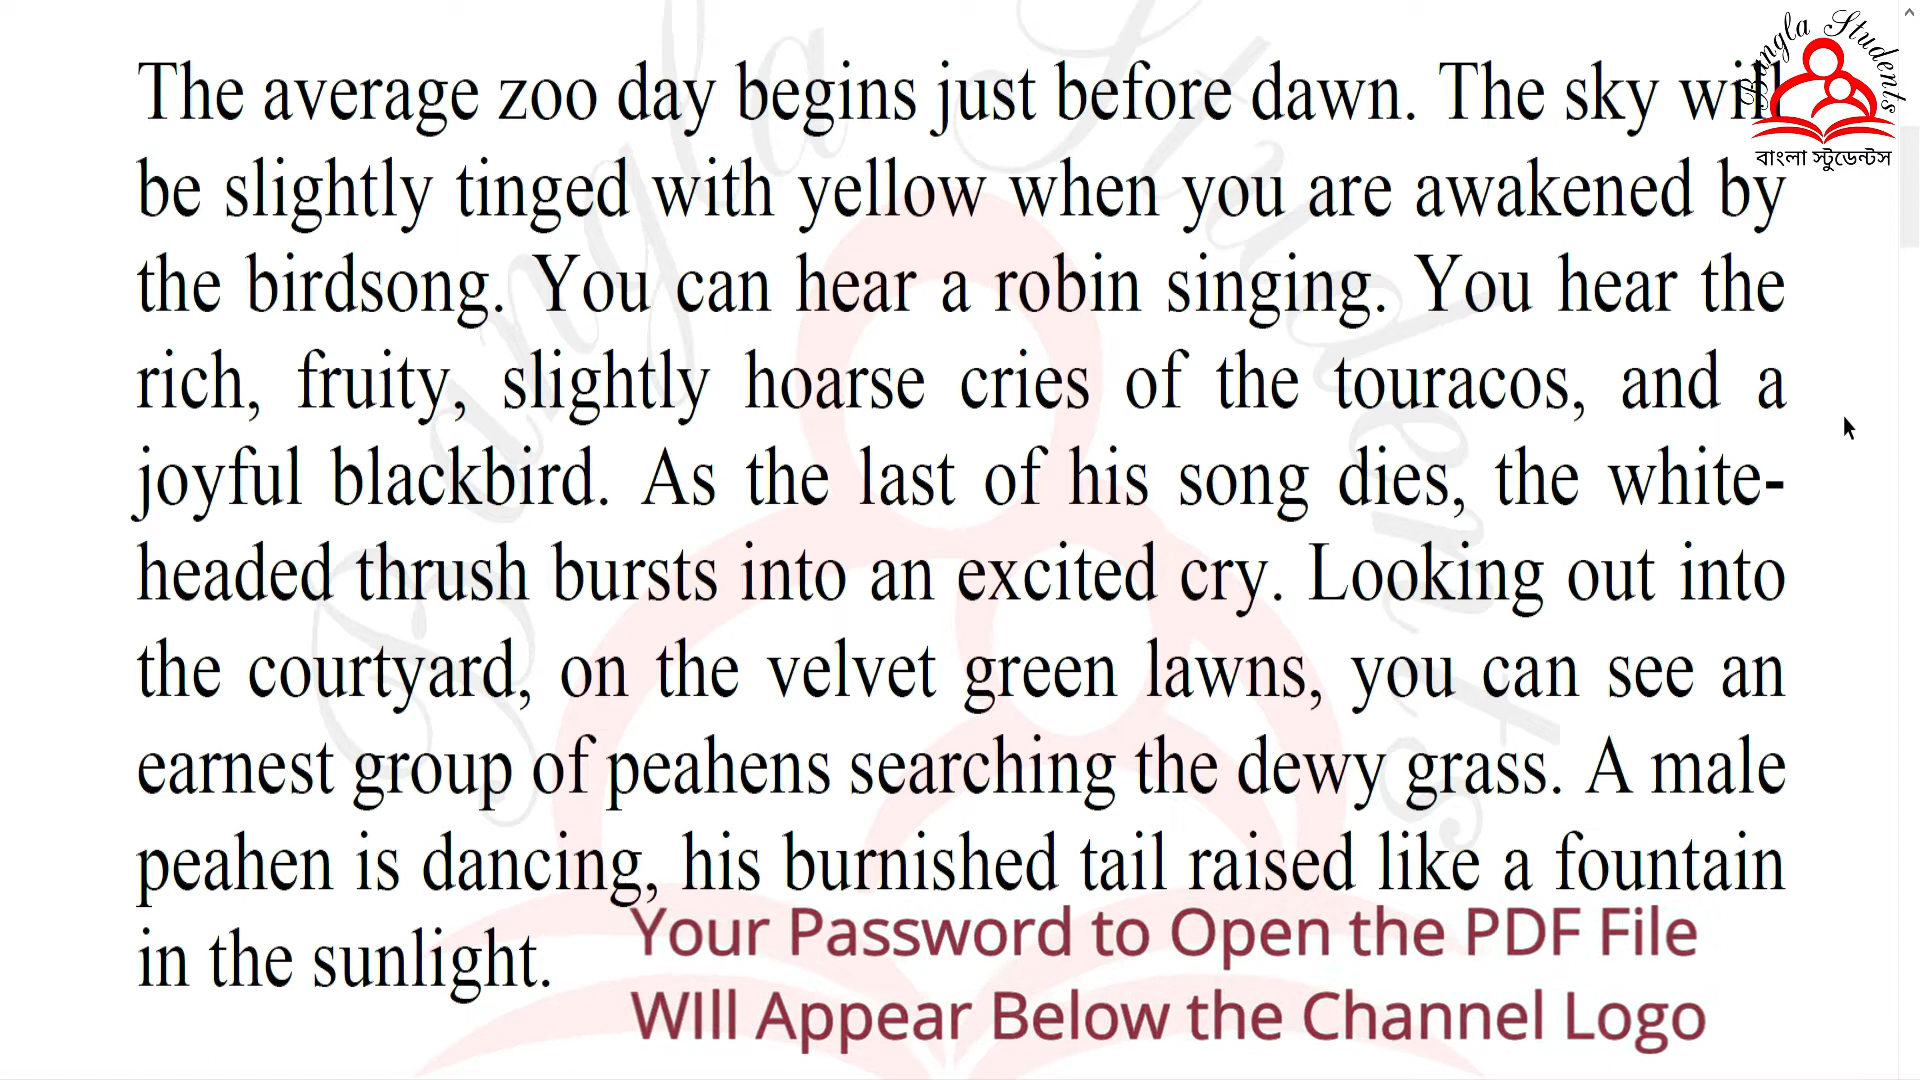 The average zoo day begins just before dawn. The sky will
be slightly tinged with yellow when you are awakened by
the birdsong. You can hear a robin singing. You hear the
rich, fruity, slightly hoarse cries of the touracos, and a
joyful blackbird. As the last of his song dies, the white-
headed thrush bursts into an excited cry. Looking out into
the courtyard, on the velvet green lawns, you can see an
earnest group of peahens searching the dewy grass. A male
peahen is dancing, his burnished tail raised like a fountain
in the sunlight.
Your Password to Open the PDF File
WIll Appear Below the Channel Logo
Bangla Students
বাংলা স্টুডেন্টস
Bangla Students